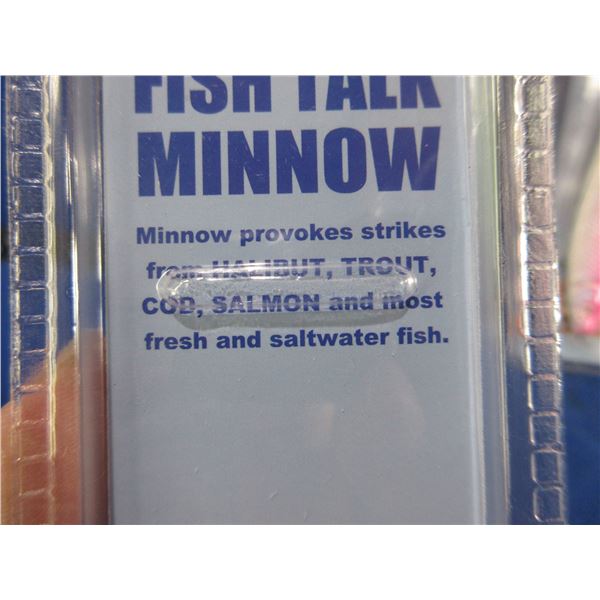 FISH TALK
MINNOW
Minnow provokes strikes
from HALIBUT, TROUT,
COD, SALMON and most
fresh and saltwater fish.